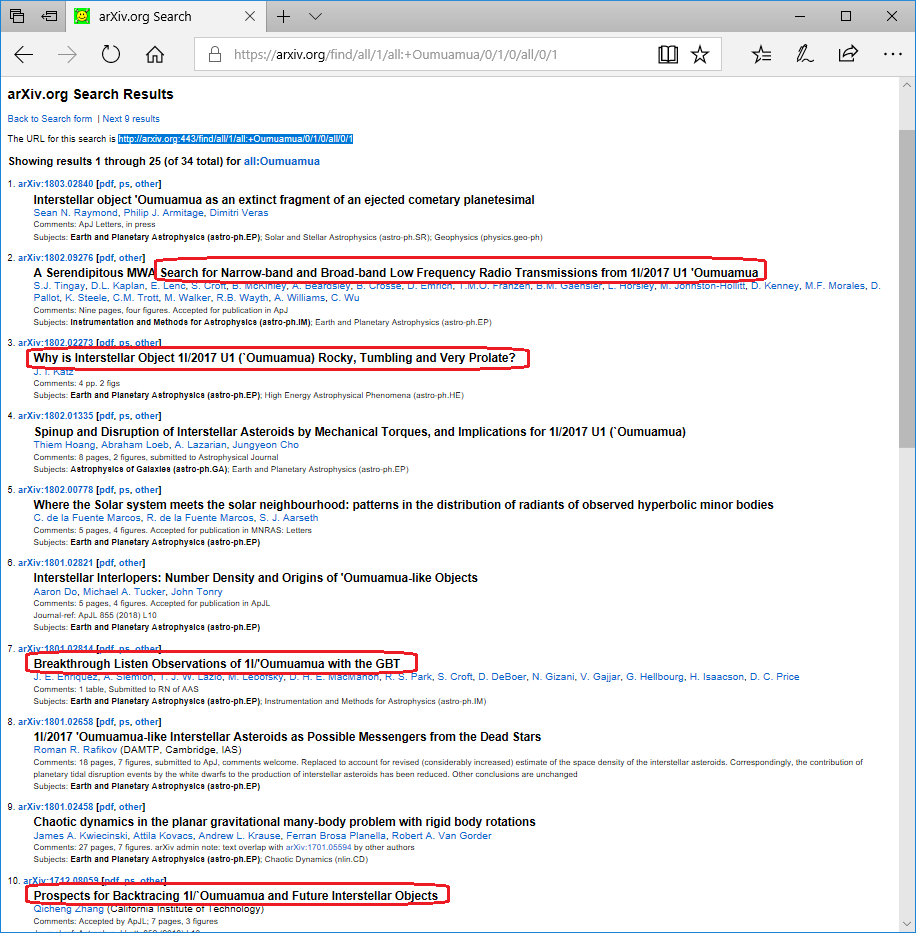 arXiv.org Search
https://arxiv.org/find/all/1/all:+Oumuamua/0/1/0/all/0/1
arXiv.org Search Results
Back to Search form | Next 9 results
The URL for this search is http://arxiv.org:443/find/all/1/all:+Oumuamua/0/1/0/all/0/1
Showing results 1 through 25 (of 34 total) for all:Oumuamua
1. arXiv:1803.02840 [pdf, ps, other]
Interstellar object 'Oumuamua as an extinct fragment of an ejected cometary planetesimal
Sean N. Raymond, Philip J. Armitage, Dimitri Veras
Comments: ApJ Letters, in press
Subjects: Earth and Planetary Astrophysics (astro-ph.EP); Solar and Stellar Astrophysics (astro-ph.SR); Geophysics (physics.geo-ph)
2. arXiv:1802.09276 [pdf, other]
A Serendipitous MWA Search for Narrow-band and Broad-band Low Frequency Radio Transmissions from 1I/2017 U1 'Oumuamua
S.J. Tingay, D.L. Kaplan, E. Lenc, S. Croft, B. McKinley, A. Beardsley, B. Crosse, D. Emrich, T.M.O. Franzen, B.M. Gaensler, L. Horsley, M. Johnston-Hollitt, D. Kenney, M.F. Morales, D.
Pallot, K. Steele, C.M. Trott, M. Walker, R.B. Wayth, A. Williams, C. Wu
Comments: Nine pages, four figures. Accepted for publication in ApJ
Subjects: Instrumentation and Methods for Astrophysics (astro-ph.IM); Earth and Planetary Astrophysics (astro-ph.EP)
3. arXiv:1802.02273 [pdf, ps, other]
Why is Interstellar Object 1I/2017 U1 (`Oumuamua) Rocky, Tumbling and Very Prolate?
J. I. Katz
Comments: 4 pp. 2 figs
Subjects: Earth and Planetary Astrophysics (astro-ph.EP); High Energy Astrophysical Phenomena (astro-ph.HE)
4. arXiv:1802.01335 [pdf, ps, other]
Spinup and Disruption of Interstellar Asteroids by Mechanical Torques, and Implications for 1I/2017 U1 (`Oumuamua)
Thiem Hoang, Abraham Loeb, A. Lazarian, Jungyeon Cho
Comments: 8 pages, 2 figures, submitted to Astrophysical Journal
Subjects: Astrophysics of Galaxies (astro-ph.GA); Earth and Planetary Astrophysics (astro-ph.EP)
5. arXiv:1802.00778 [pdf, ps, other]
Where the Solar system meets the solar neighbourhood: patterns in the distribution of radiants of observed hyperbolic minor bodies
C. de la Fuente Marcos, R. de la Fuente Marcos, S. J. Aarseth
Comments: 5 pages, 4 figures. Accepted for publication in MNRAS: Letters
Subjects: Earth and Planetary Astrophysics (astro-ph.EP)
6. arXiv:1801.02821 [pdf, ps, other]
Interstellar Interlopers: Number Density and Origins of 'Oumuamua-like Objects
Aaron Do, Michael A. Tucker, John Tonry
Comments: 5 pages, 4 figures. Accepted for publication in ApJL
Journal-ref: ApJL 855 (2018) L10
Subjects: Earth and Planetary Astrophysics (astro-ph.EP)
7. arXiv:1801.02814 [pdf, ps, other]
Breakthrough Listen Observations of 1I/'Oumuamua with the GBT
J. E. Enriquez, A. Siemion, T. J. W. Lazio, M. Lebofsky, D. H. E. MacMahon, R. S. Park, S. Croft, D. DeBoer, N. Gizani, V. Gajjar, G. Hellbourg, H. Isaacson, D. C. Price
Comments: 1 table, Submitted to RN of AAS
Subjects: Earth and Planetary Astrophysics (astro-ph.EP); Instrumentation and Methods for Astrophysics (astro-ph.IM)
8. arXiv:1801.02658 [pdf, ps, other]
1I/2017 'Oumuamua-like Interstellar Asteroids as Possible Messengers from the Dead Stars
Roman R. Rafikov (DAMTP, Cambridge, IAS)
Comments: 18 pages, 7 figures, submitted to ApJ, comments welcome. Replaced to account for revised (considerably increased) estimate of the space density of the interstellar asteroids. Correspondingly, the contribution of
planetary tidal disruption events by the white dwarfs to the production of interstellar asteroids has been reduced. Other conclusions are unchanged
Subjects: Earth and Planetary Astrophysics (astro-ph.EP)
9. arXiv:1801.02458 [pdf, other]
Chaotic dynamics in the planar gravitational many-body problem with rigid body rotations
James A. Kwiecinski, Attila Kovacs, Andrew L. Krause, Ferran Brosa Planella, Robert A. Van Gorder
Comments: 27 pages, 7 figures. arXiv admin note: text overlap with arXiv:1701.05594 by other authors
Subjects: Earth and Planetary Astrophysics (astro-ph.EP); Chaotic Dynamics (nlin.CD)
10. arXiv:1712.08059 [pdf, ps, other]
Prospects for Backtracing 1I/`Oumuamua and Future Interstellar Objects
Qicheng Zhang (California Institute of Technology)
Comments: Accepted by ApJL; 7 pages, 3 figures